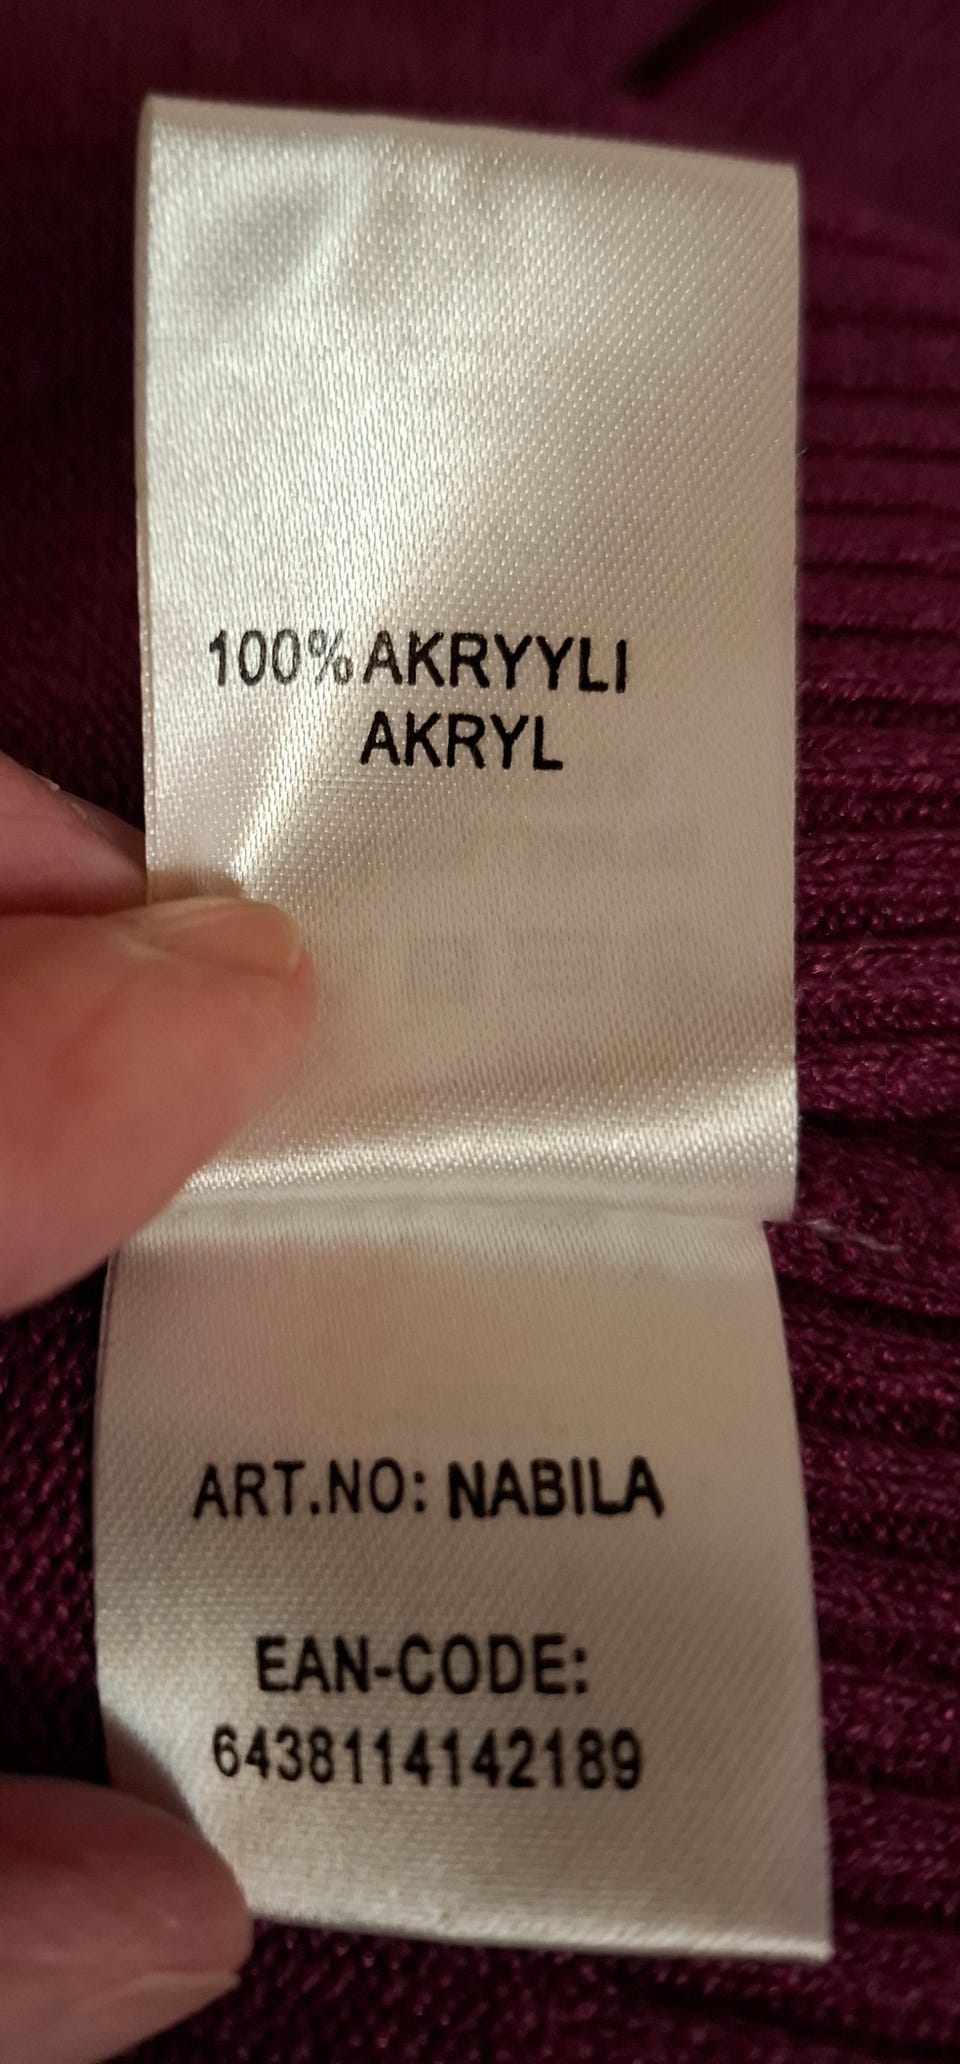 100% AKRYYLI
AKRYL
ART.NO: NABILA
EAN-CODE:
6438114142189